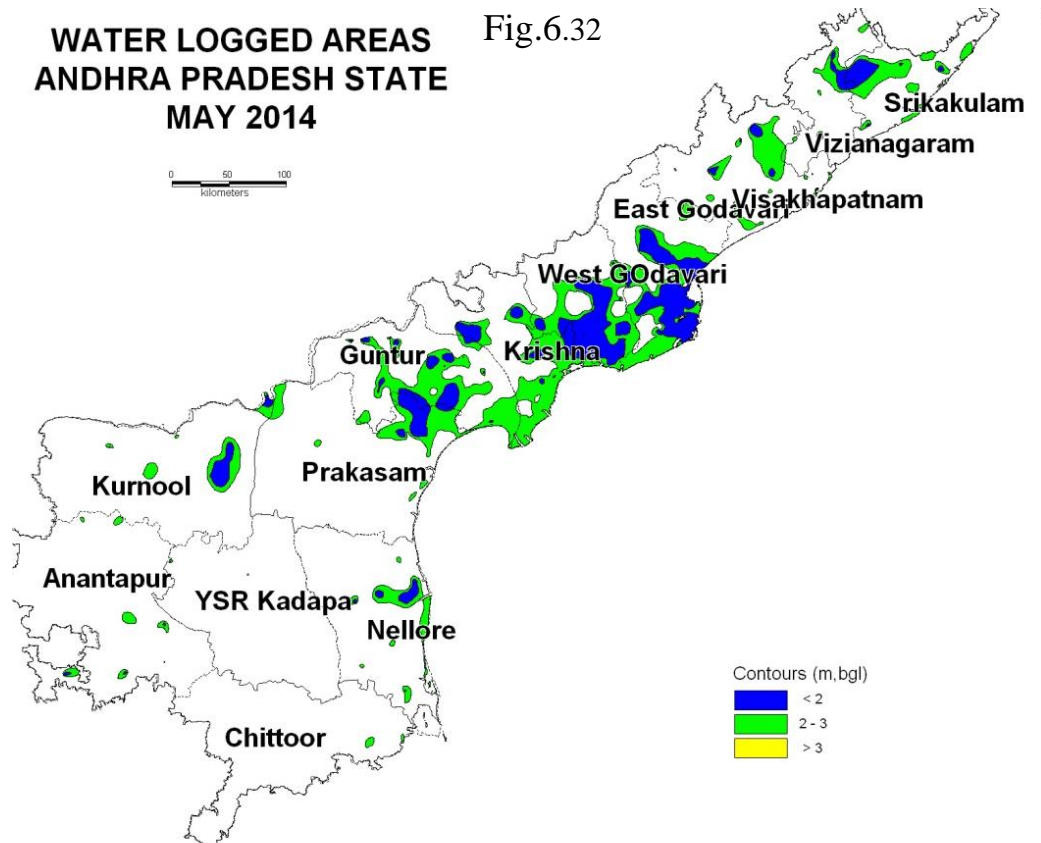 Fig.6.32
WATER LOGGED AREAS
ANDHRA PRADESH STATE
MAY 2014
0 50 100
kilometers
Srikakulam
Vizianagaram
Visakhapatnam
East Godavari
West GOdavari
Krishna
Guntur
Prakasam
Kurnool
Anantapur
YSR Kadapa
Nellore
Chittoor
Contours (m,bgl)
< 2
2 - 3
> 3